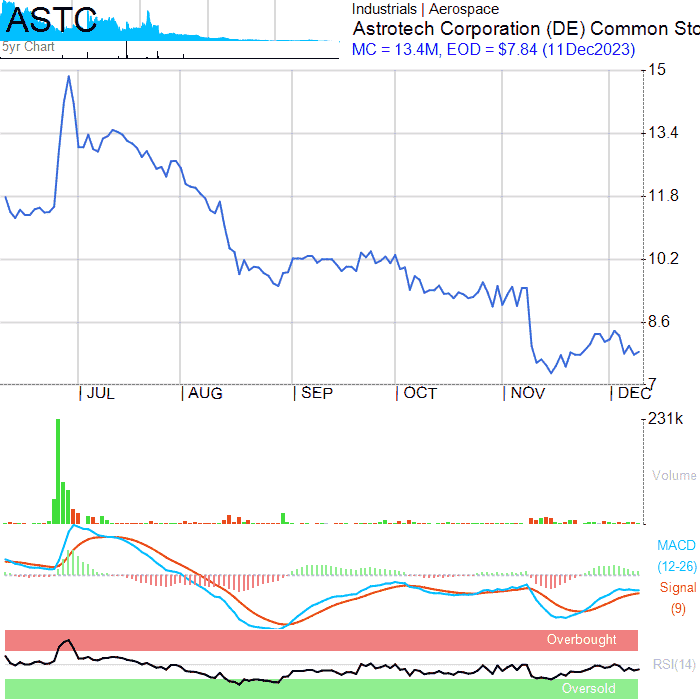 ASTC
5yr Chart
Industrials | Aerospace
Astrotech Corporation (DE) Common Sto
MC = 13.4M, EOD = $7.84 (11Dec2023)
15
13.4
11.8
10.2
8.6
7
JUL AUG SEP OCT NOV DEC
231k
Volume
MACD
(12-26)
Signal
(9)
Overbought
RSI(14)
Oversold